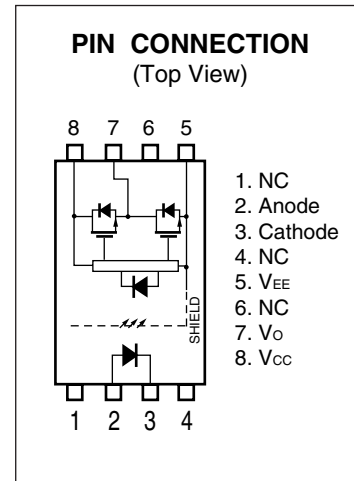 PIN CONNECTION
(Top View)
8 7 6 5
1. NC
2. Anode
3. Cathode
4. NC
5. VEE
6. NC
7. VO
8. VCC
SHIELD
1 2 3 4